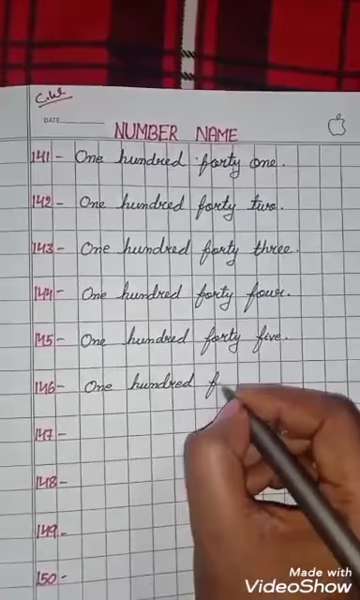 C.W
DATE
NUMBER NAME
141 - One hundred forty one.
142 - One hundred forty two.
143 - One hundred forty three.
144 - One hundred forty four.
145 - One hundred forty five.
146 - One hundred f
147 -
148 -
149 -
150 -
Made with
VideoShow